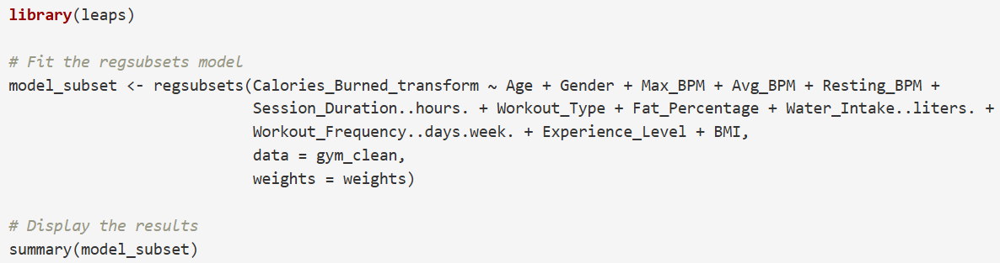 library(leaps)
# Fit the regsubsets model
model_subset <- regsubsets(Calories_Burned_transform ~ Age + Gender + Max_BPM + Avg_BPM + Resting_BPM +
Session_Duration..hours. + Workout_Type + Fat_Percentage + Water_Intake..liters. +
Workout_Frequency..days.week. + Experience_Level + BMI,
data = gym_clean,
weights = weights)
# Display the results
summary(model_subset)